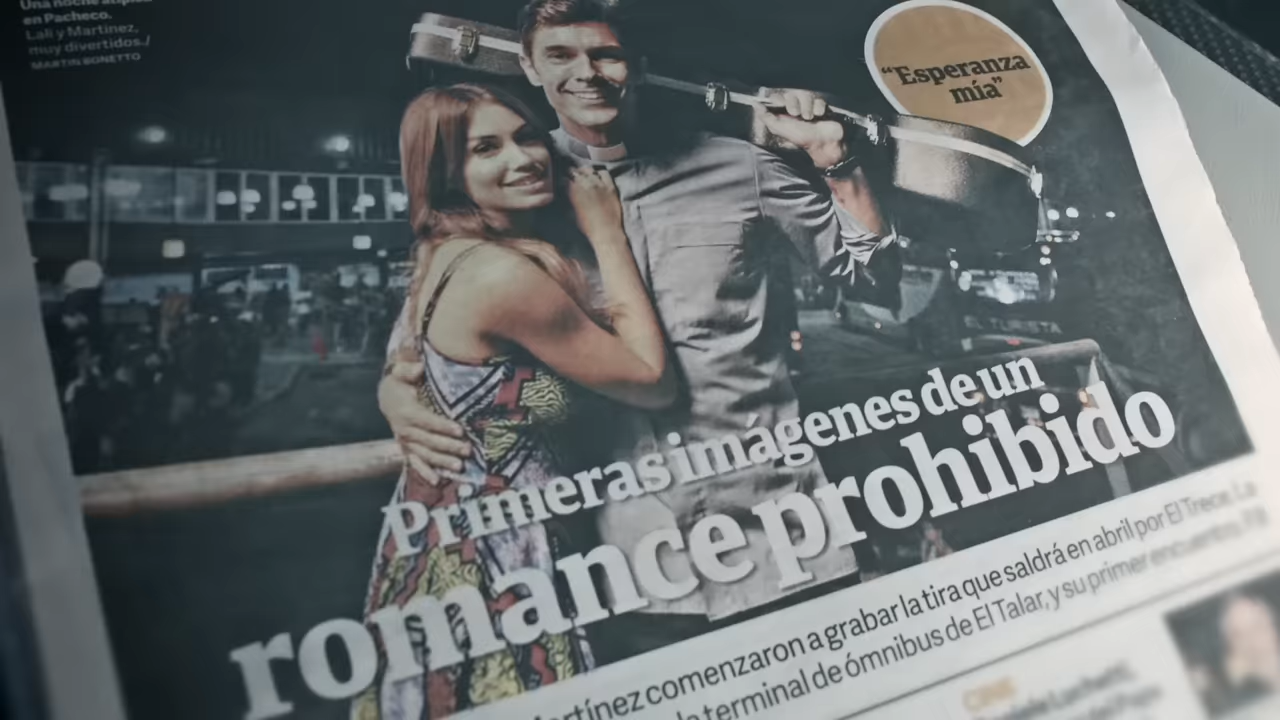 Una noche
en Pacheco.
Lali y Martínez,
muy divertidos./
MARTIN BONETTO
"Esperanza
mía"
EL TURISTA
Primeras imágenes de un
romance prohibido
comenzaron a grabar la tira que saldrá en abril por El Trece. La
terminal de ómnibus de El Talar, y su primer encuentro.